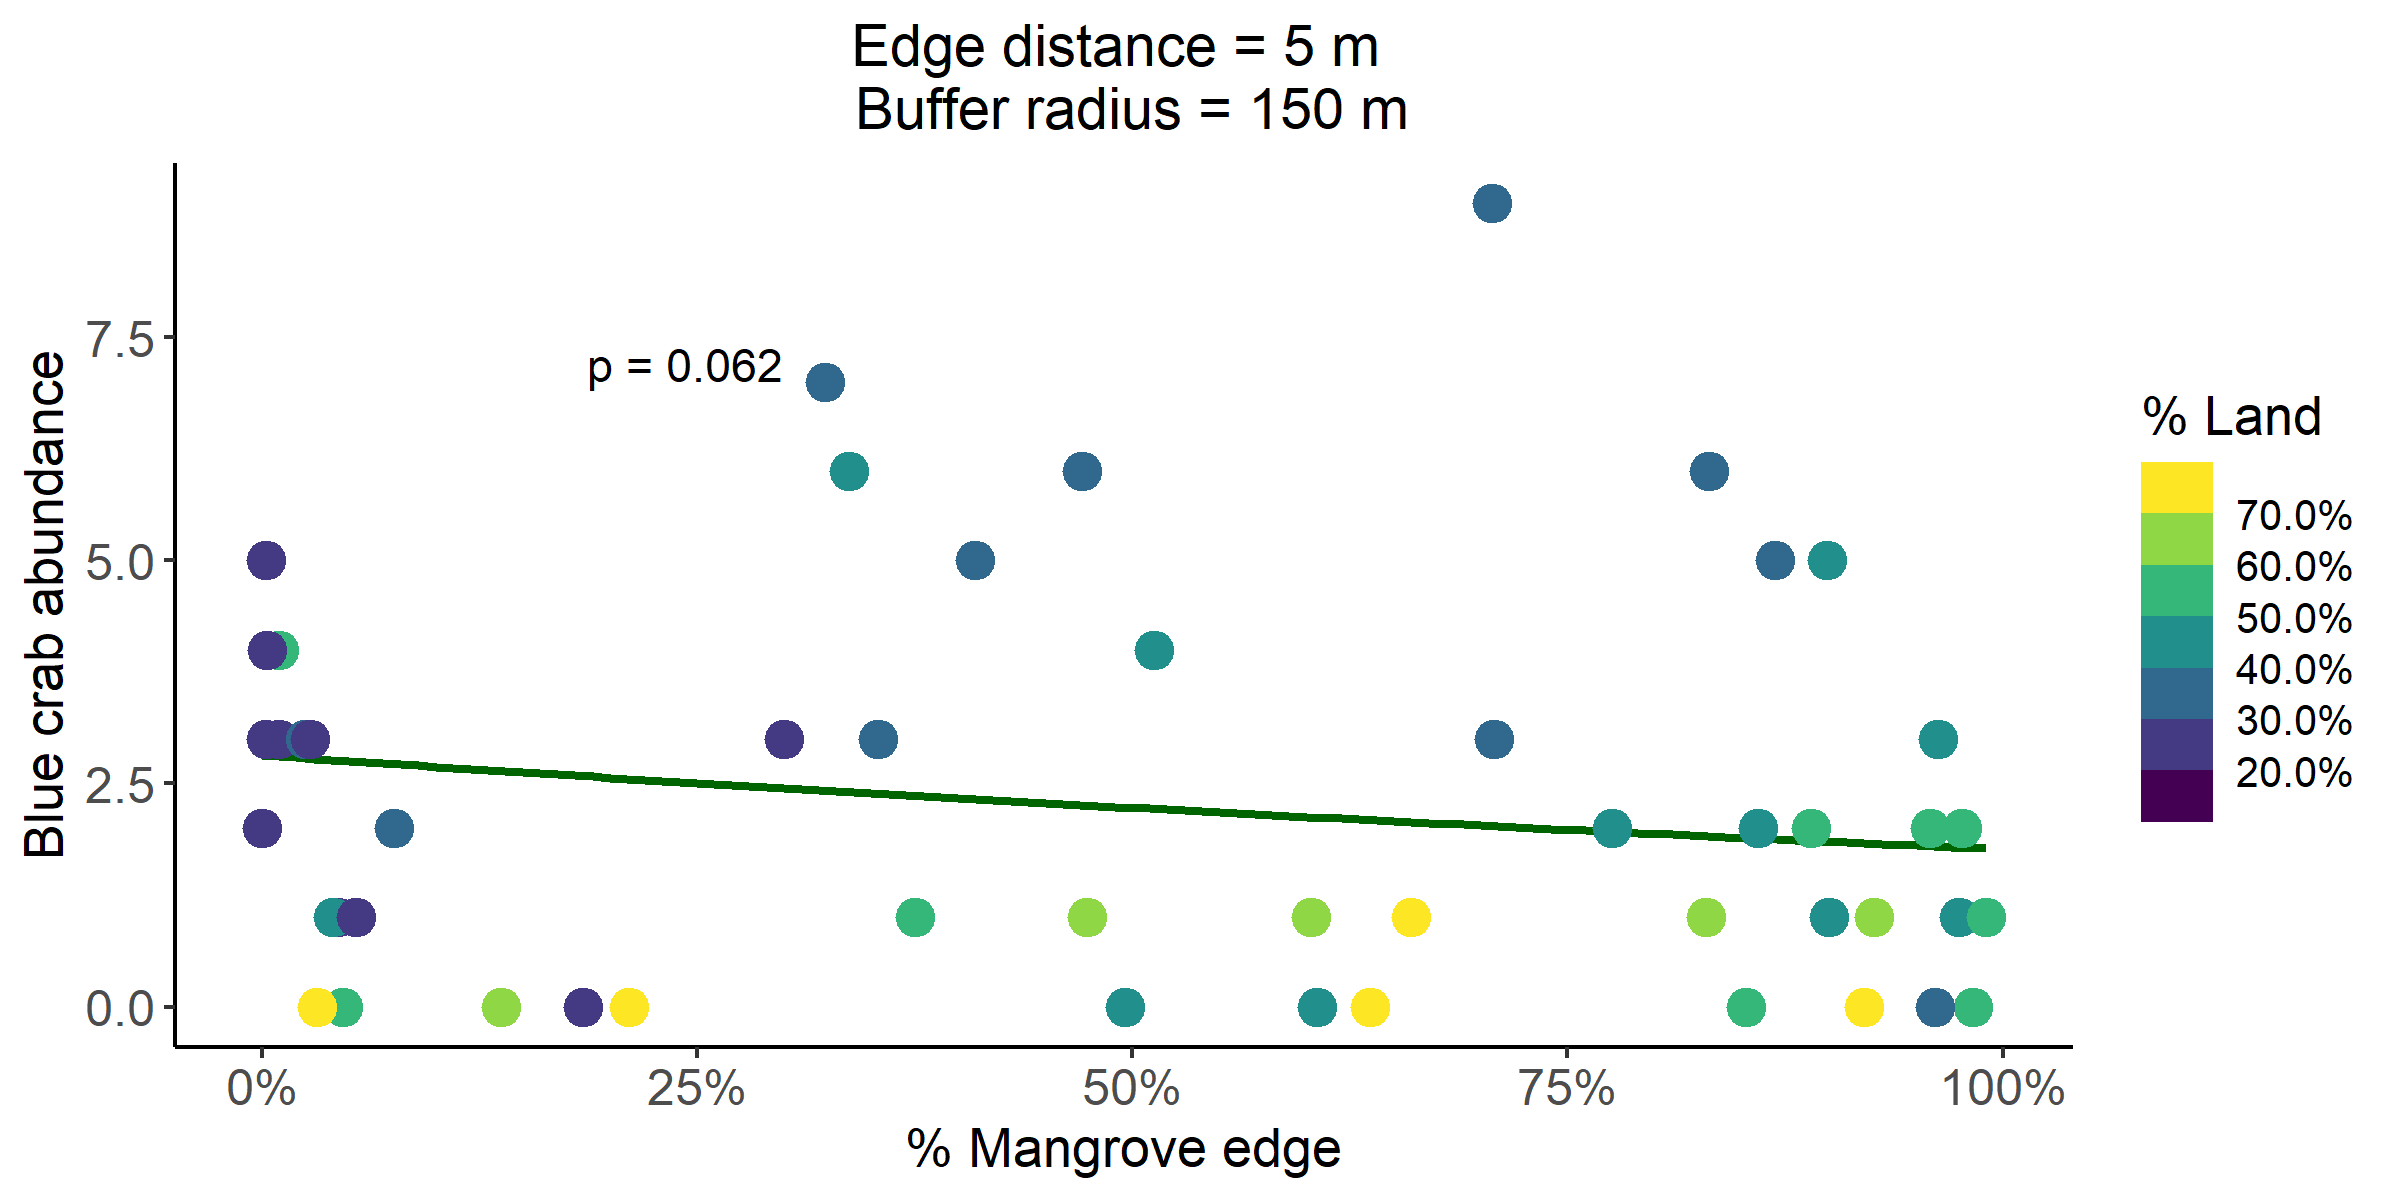 Edge distance = 5 m
Buffer radius = 150 m
Blue crab abundance
7.5
5.0
2.5
0.0
p = 0.062
0%
25%
50%
75%
100%
% Mangrove edge
% Land
70.0%
60.0%
50.0%
40.0%
30.0%
20.0%